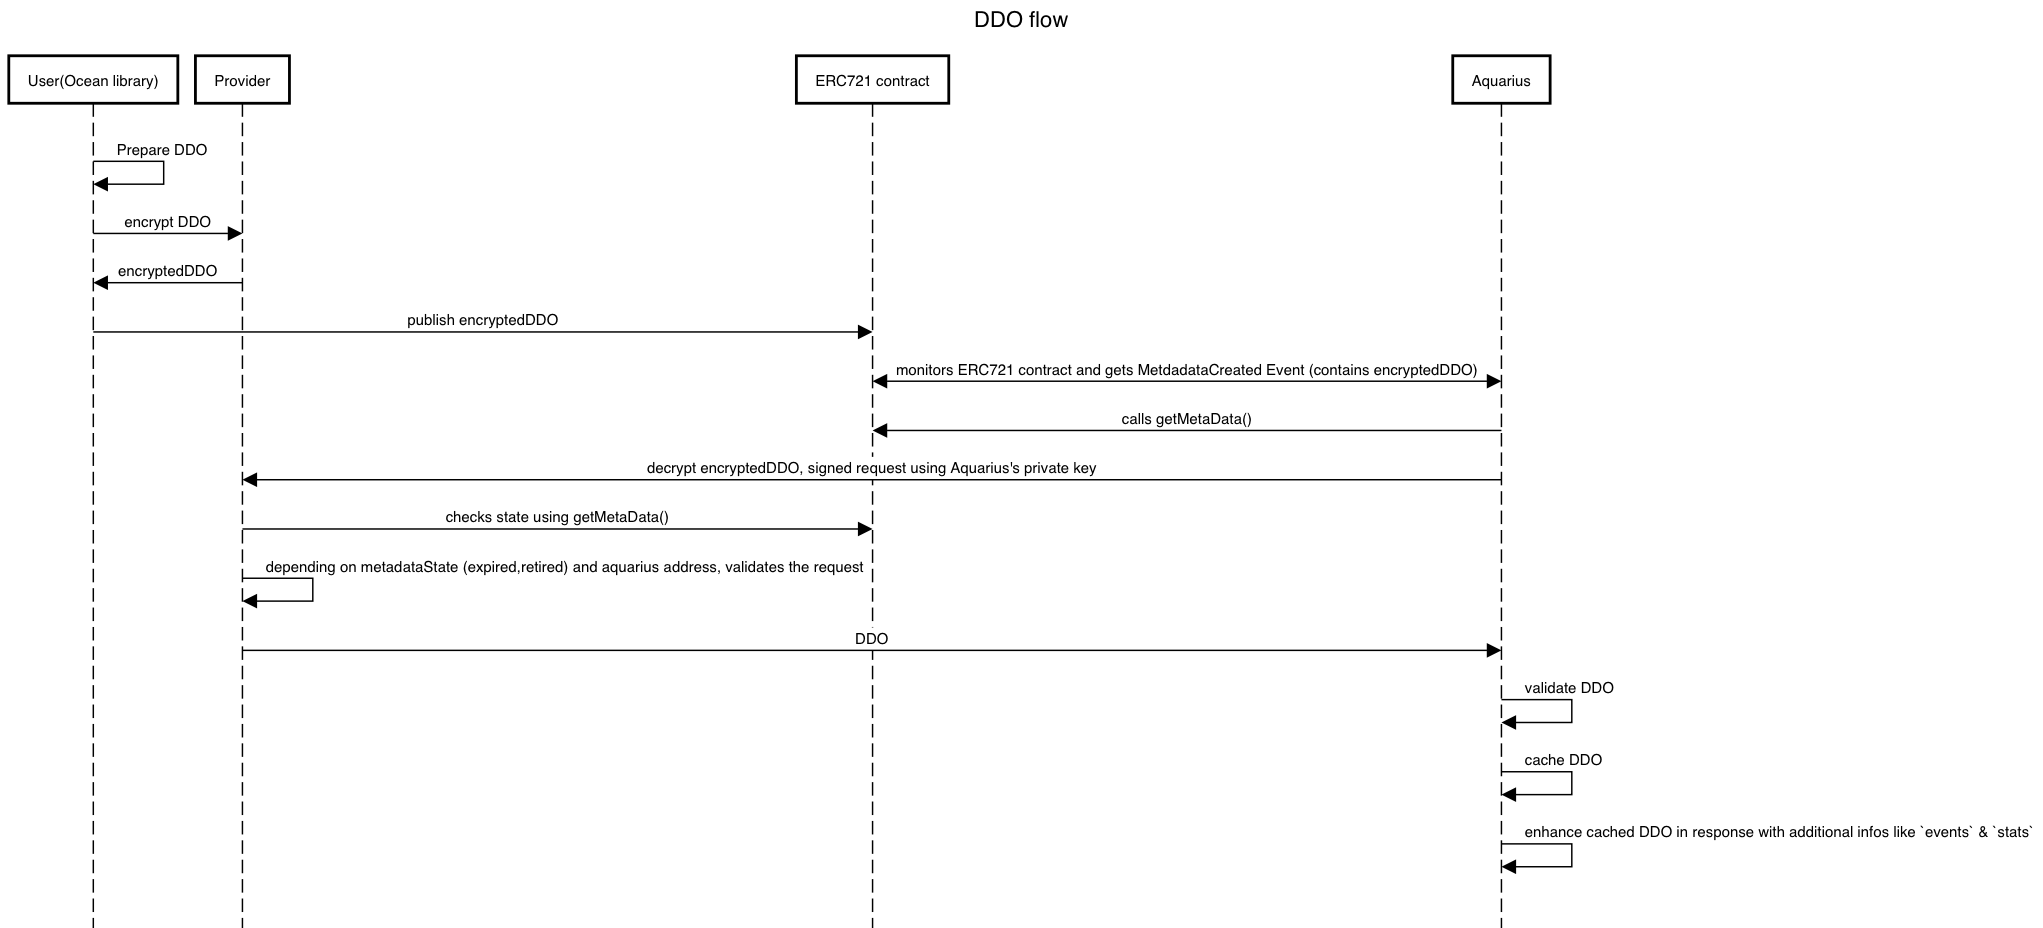 DDO flow
User(Ocean library)
Provider
ERC721 contract
Aquarius
Prepare DDO
encrypt DDO
encryptedDDO
publish encryptedDDO
monitors ERC721 contract and gets MetdadataCreated Event (contains encryptedDDO)
calls getMetaData()
decrypt encryptedDDO, signed request using Aquarius's private key
checks state using getMetaData()
depending on metadataState (expired,retired) and aquarius address, validates the request
DDO
validate DDO
cache DDO
enhance cached DDO in response with additional infos like `events` & `stats`